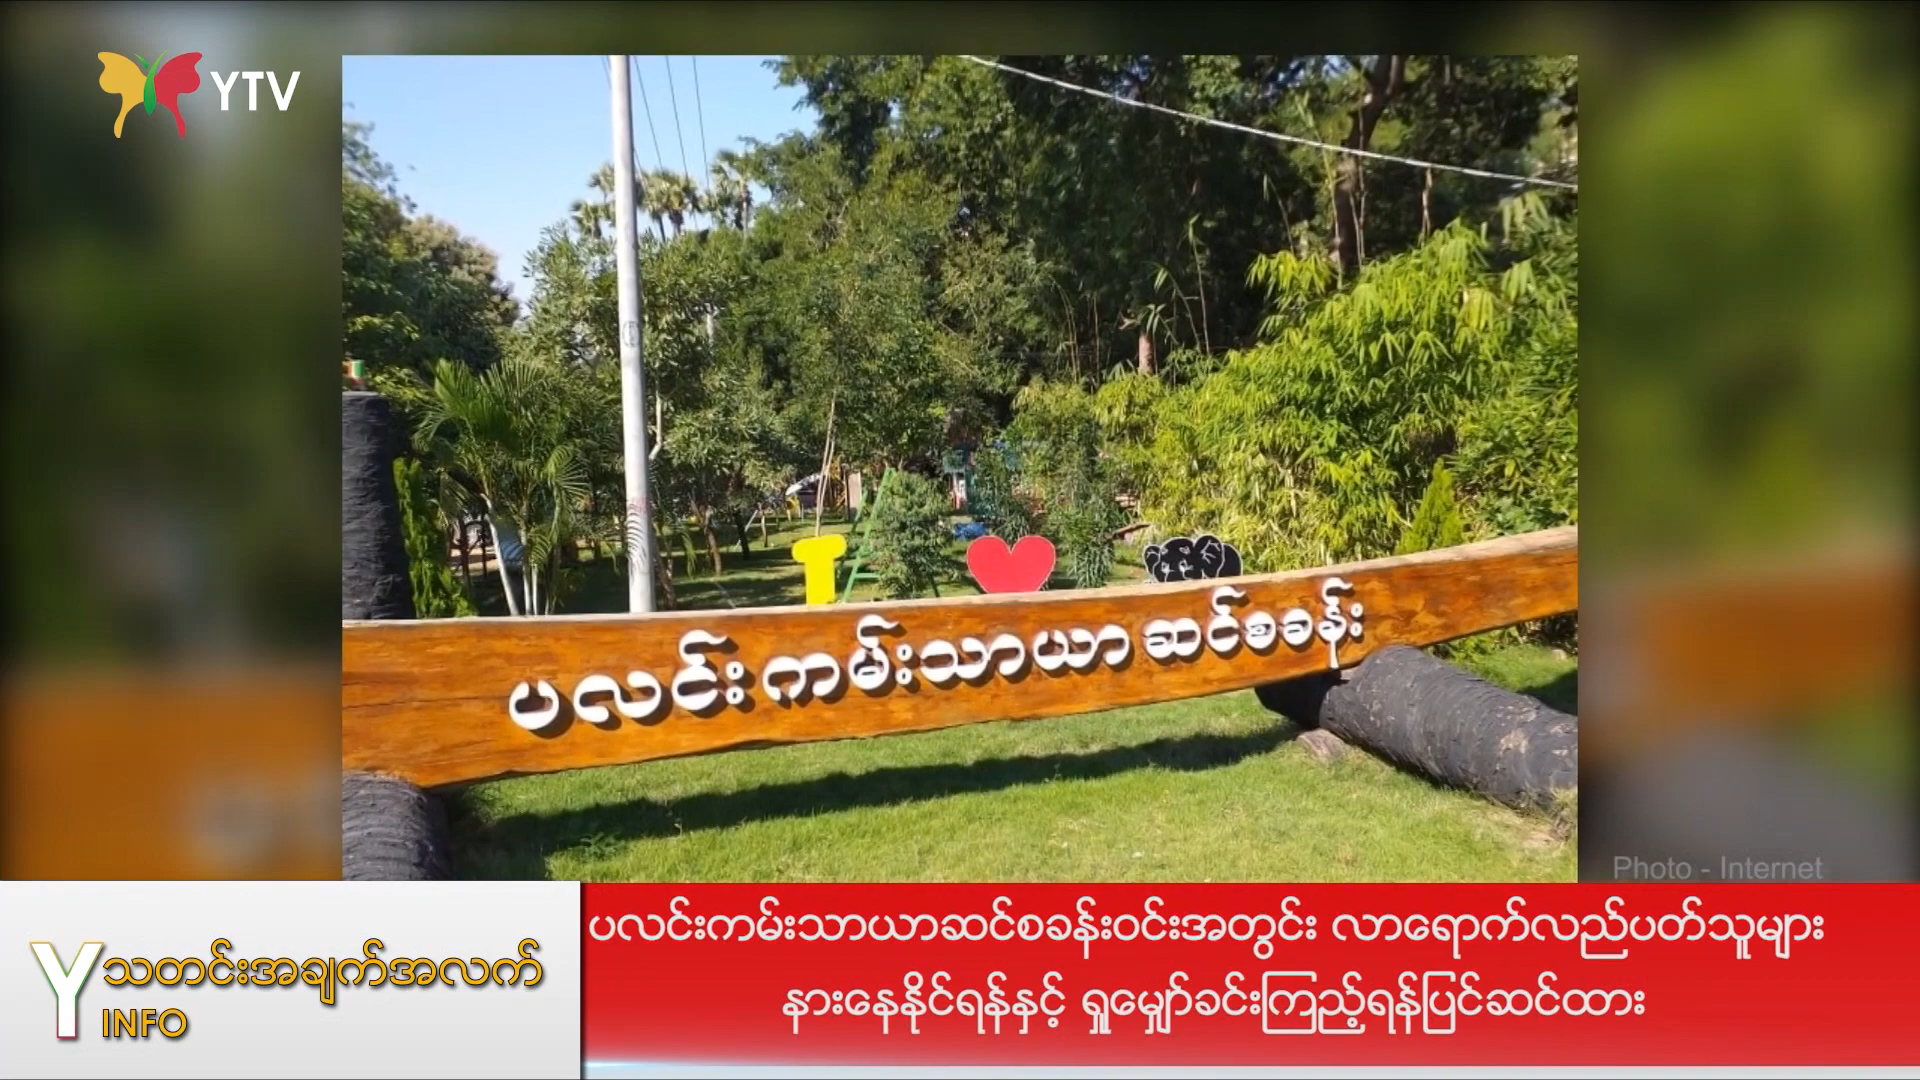 YTV
I
ပလင်းကမ်းသာယာ ဆင်စခန်း
Photo - Internet
Y သတင်းအချက်အလက်
INFO
ပလင်းကမ်းသာယာဆင်စခန်းဝင်းအတွင်း လာရောက်လည်ပတ်သူများ
နားနေနိုင်ရန်နှင့် ရှုမျှော်ခင်းကြည့်ရန်ပြင်ဆင်ထား